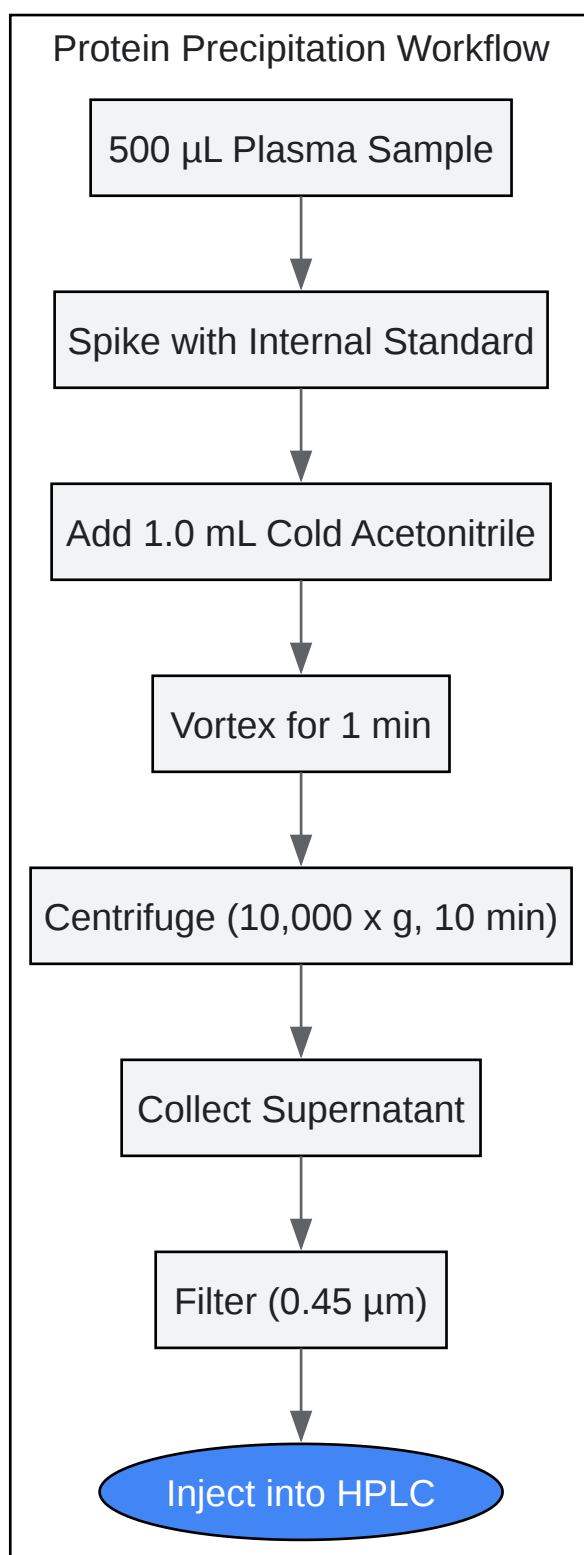 Protein Precipitation Workflow
500 µL Plasma Sample
Spike with Internal Standard
Add 1.0 mL Cold Acetonitrile
Vortex for 1 min
Centrifuge (10,000 x g, 10 min)
Collect Supernatant
Filter (0.45 µm)
Inject into HPLC